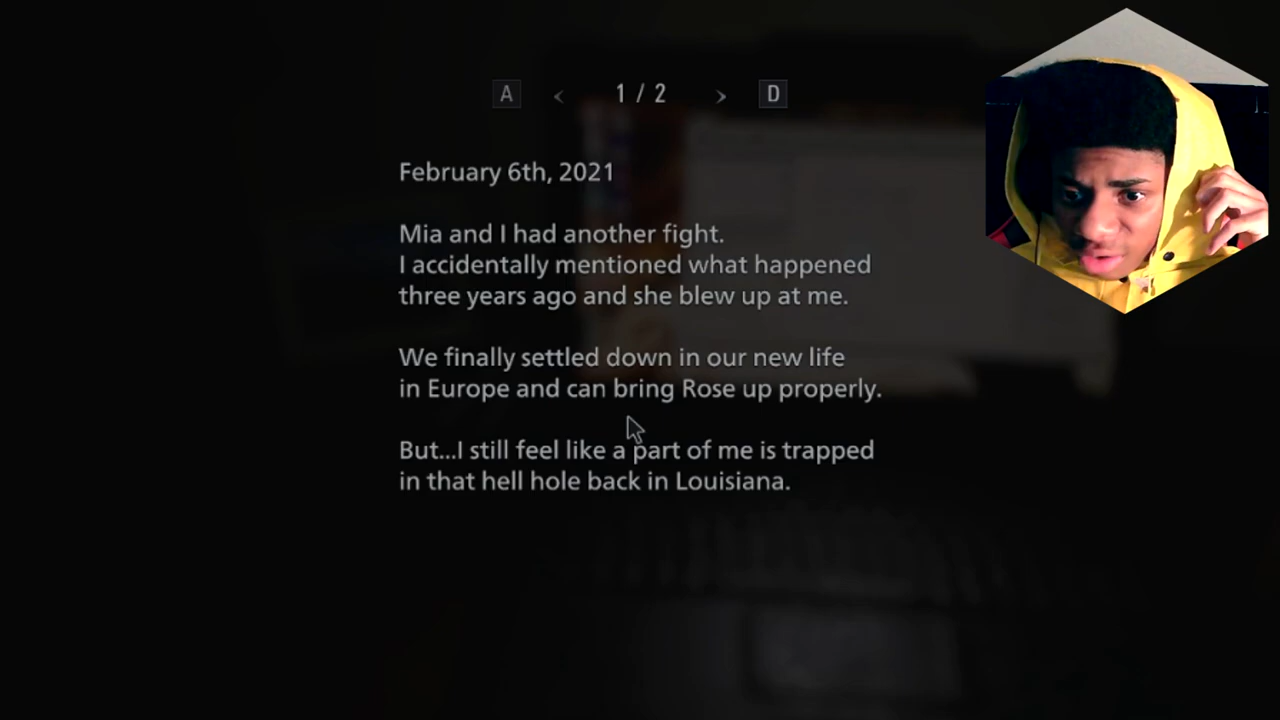 A < 1 / 2 > D
February 6th, 2021
Mia and I had another fight.
I accidentally mentioned what happened
three years ago and she blew up at me.
We finally settled down in our new life
in Europe and can bring Rose up properly.
But...I still feel like a part of me is trapped
in that hell hole back in Louisiana.